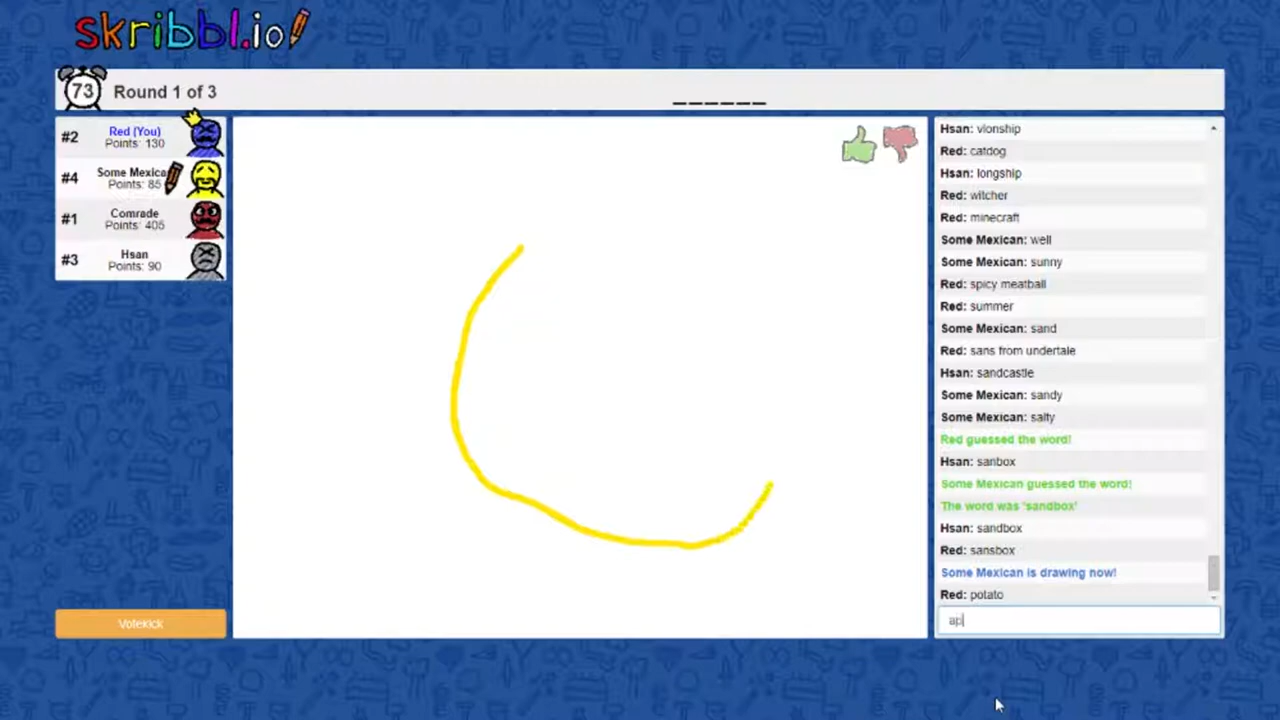 skribbl.io
73 Round 1 of 3 ______
#2 Red (You)
Points: 130
#4 Some Mexica
Points: 85
#1 Comrade
Points: 405
#3 Hsan
Points: 90
Votekick
Hsan: vlonship
Red: catdog
Hsan: longship
Red: witcher
Red: minecraft
Some Mexican: well
Some Mexican: sunny
Red: spicy meatball
Red: summer
Some Mexican: sand
Red: sans from undertale
Hsan: sandcastle
Some Mexican: sandy
Some Mexican: salty
Red guessed the word!
Hsan: sanbox
Some Mexican guessed the word!
The word was 'sandbox'
Hsan: sandbox
Red: sansbox
Some Mexican is drawing now!
Red: potato
ap